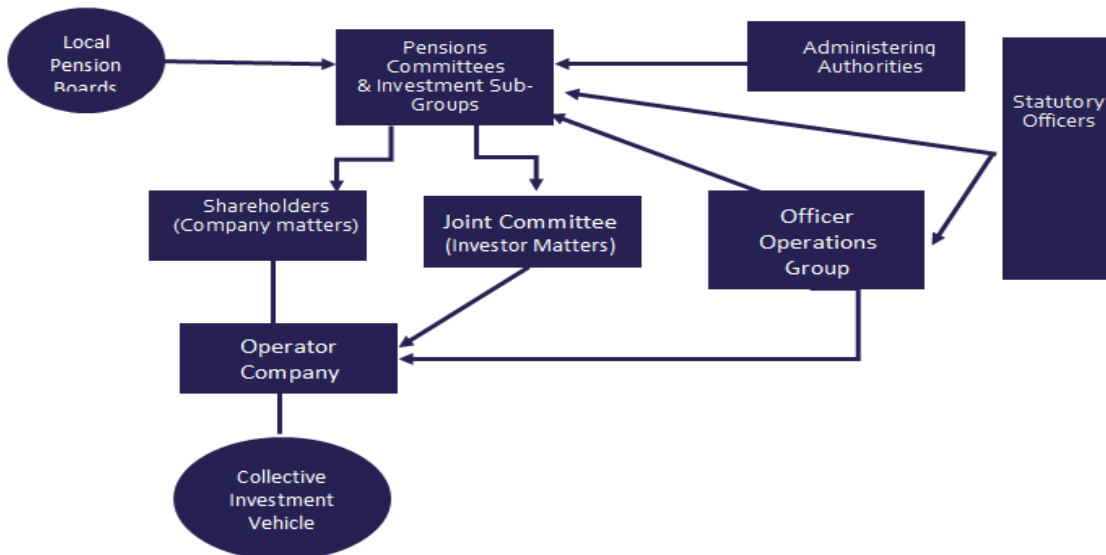 Local
Pension
Boards
Pensions
Committees
& Investment Sub-
Groups
Administering
Authorities
Statutory
Officers
Shareholders
(Company matters)
Joint Committee
(Investor Matters)
Officer
Operations
Group
Operator
Company
Collective
Investment
Vehicle